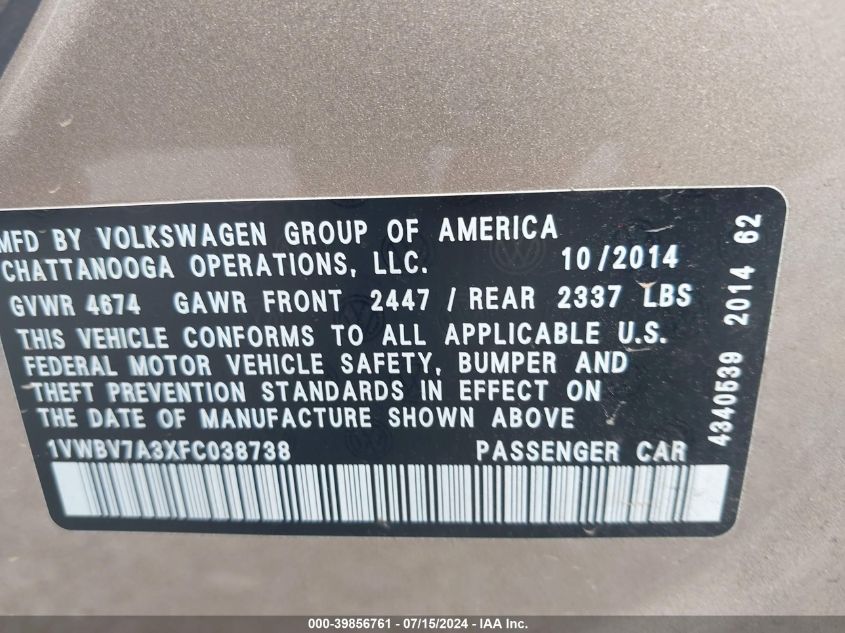 MFD BY VOLKSWAGEN GROUP OF AMERICA
CHATTANOOGA OPERATIONS, LLC. 10/2014
GVWR 4674 GAWR FRONT 2447 / REAR 2337 LBS
THIS VEHICLE CONFORMS TO ALL APPLICABLE U.S.
FEDERAL MOTOR VEHICLE SAFETY, BUMPER AND
THEFT PREVENTION STANDARDS IN EFFECT ON
THE DATE OF MANUFACTURE SHOWN ABOVE
1VWBV7A3XFC038738 PASSENGER CAR
4340539 2014 62
000-39856761 - 07/15/2024 - IAA Inc.